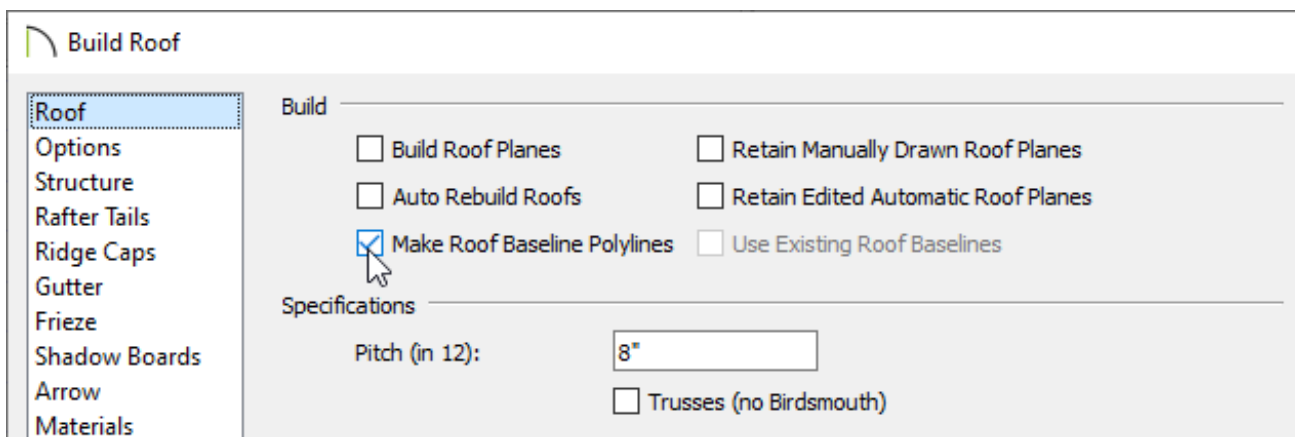 Build Roof
Roof
Options
Structure
Rafter Tails
Ridge Caps
Gutter
Frieze
Shadow Boards
Arrow
Materials
Build
Build Roof Planes
Retain Manually Drawn Roof Planes
Auto Rebuild Roofs
Retain Edited Automatic Roof Planes
Make Roof Baseline Polylines
Use Existing Roof Baselines
Specifications
Pitch (in 12):
8"
Trusses (no Birdsmouth)